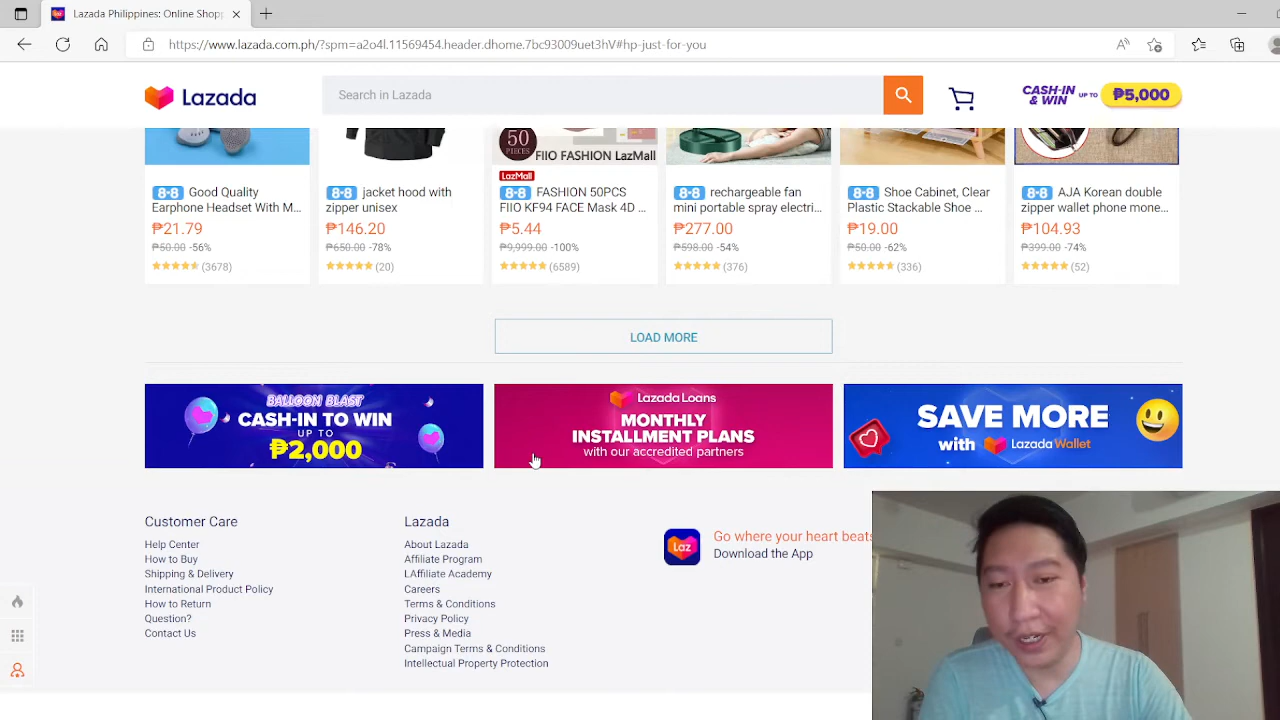 Lazada Philippines: Online Shopp
https://www.lazada.com.ph/?spm=a2o4l.11569454.header.dhome.7bc93009uet3hV#hp-just-for-you
Lazada
Search in Lazada
CASH-IN & WIN UP TO ₱5,000
50 PIECES
FIIO FASHION LazMall
LazMall
8·8 Good Quality
Earphone Headset With M...
₱21.79
₱50.00 -56%
(3678)
8·8 jacket hood with
zipper unisex
₱146.20
₱650.00 -78%
(20)
8·8 FASHION 50PCS
FIIO KF94 FACE Mask 4D ...
₱5.44
₱9,999.00 -100%
(6589)
8·8 rechargeable fan
mini portable spray electri...
₱277.00
₱598.00 -54%
(376)
8·8 Shoe Cabinet, Clear
Plastic Stackable Shoe ...
₱19.00
₱50.00 -62%
(336)
8·8 AJA Korean double
zipper wallet phone mone...
₱104.93
₱399.00 -74%
(52)
LOAD MORE
BALLOON BLAST
CASH-IN TO WIN
UP TO
₱2,000
Lazada Loans
MONTHLY
INSTALLMENT PLANS
with our accredited partners
SAVE MORE
with Lazada Wallet
Customer Care
Help Center
How to Buy
Shipping & Delivery
International Product Policy
How to Return
Question?
Contact Us
Lazada
About Lazada
Affiliate Program
LAffiliate Academy
Careers
Terms & Conditions
Privacy Policy
Press & Media
Campaign Terms & Conditions
Intellectual Property Protection
Laz
Go where your heart beats
Download the App